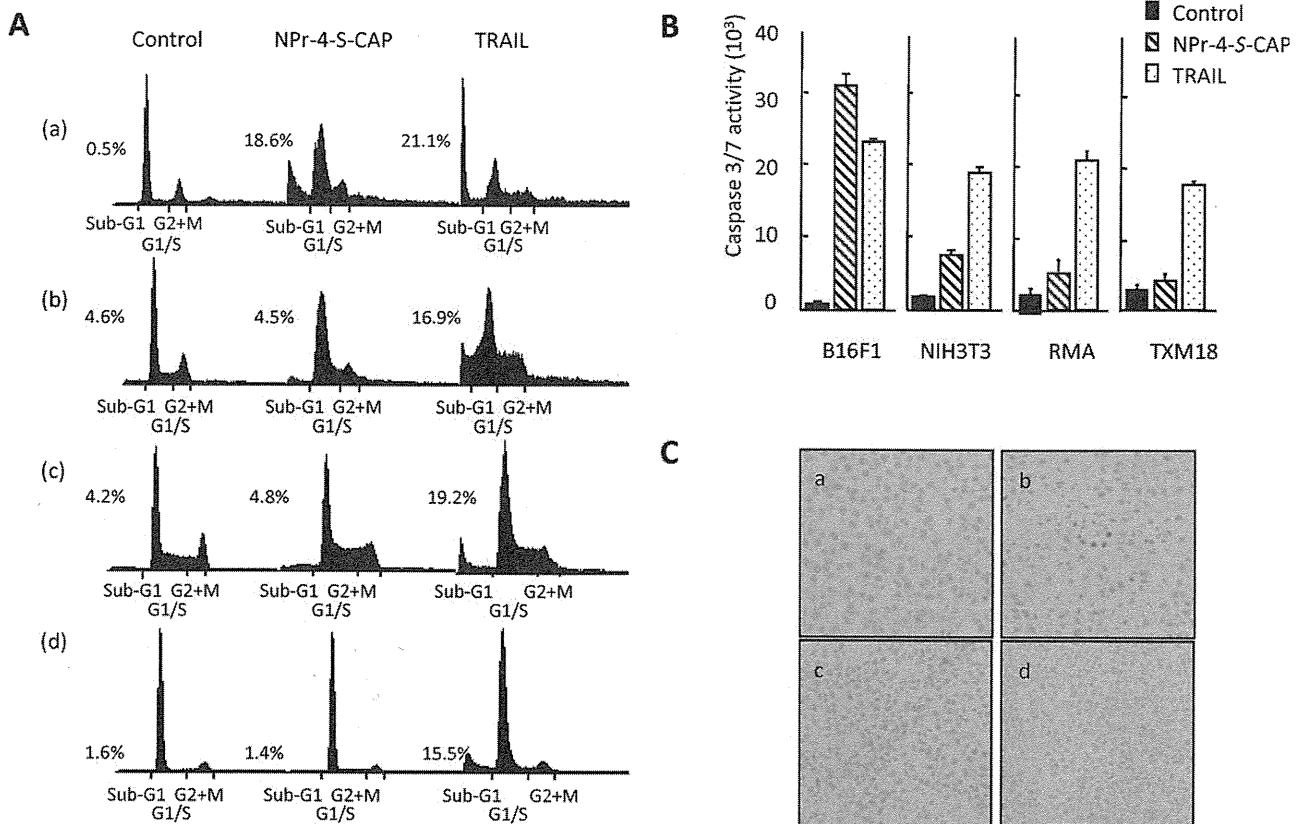 A
Control NPr-4-S-CAP TRAIL
(a)
0.5% 18.6% 21.1%
Sub-G1 G2+M Sub-G1 G2+M Sub-G1 G2+M
G1/S G1/S G1/S
(b)
4.6% 4.5% 16.9%
Sub-G1 G2+M Sub-G1 G2+M Sub-G1 G2+M
G1/S G1/S G1/S
(c)
4.2% 4.8% 19.2%
Sub-G1 G2+M Sub-G1 G2+M Sub-G1 G2+M
G1/S G1/S G1/S
(d)
1.6% 1.4% 15.5%
Sub-G1 G2+M Sub-G1 G2+M Sub-G1 G2+M
G1/S G1/S G1/S
B
Control
NPr-4-S-CAP
TRAIL
Caspase 3/7 activity (10³)
40
30
20
10
0
B16F1 NIH3T3 RMA TXM18
C
a b
c d